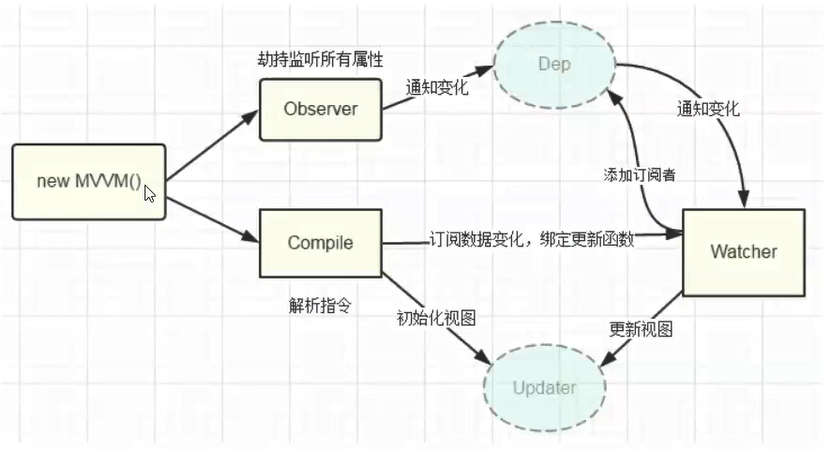 劫持监听所有属性
Dep
Observer
通知变化
通知变化
new MVVM()
添加订阅者
Compile
订阅数据变化，绑定更新函数
Watcher
解析指令
初始化视图
更新视图
Updater